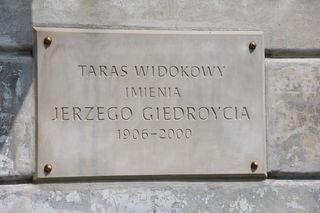 TARAS WIDOKOWY
IMIENIA
JERZEGO GIEDROYCIA
1906-2000